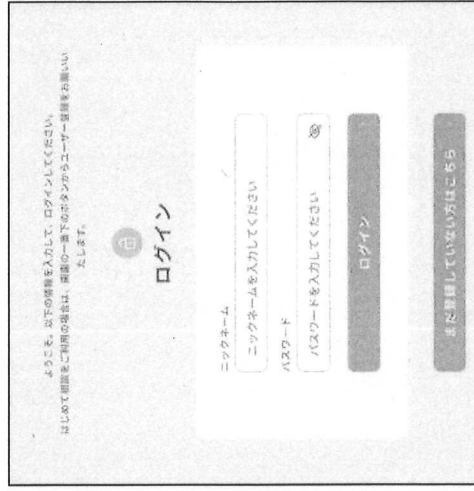 ようこそ。以下の情報を入力して、ログインしてください。
はじめて相談をご利用の場合は、画面の一番下のボタンからユーザー登録をお願いい
たします。
ログイン
ニックネーム
ニックネームを入力してください
パスワード
パスワードを入力してください
ログイン
まだ登録していない方はこちら